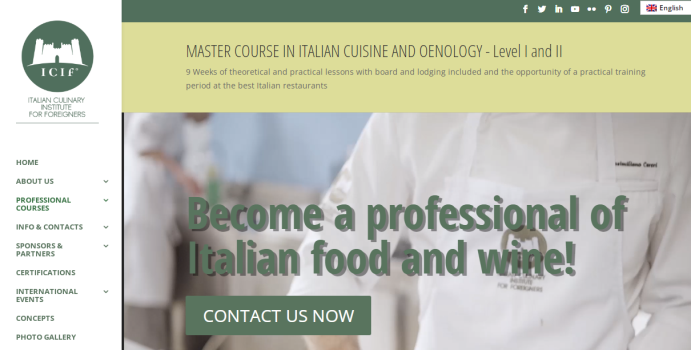 English
ICIF
ITALIAN CULINARY
INSTITUTE
FOR FOREIGNERS
HOME
ABOUT US
PROFESSIONAL
COURSES
INFO & CONTACTS
SPONSORS &
PARTNERS
CERTIFICATIONS
INTERNATIONAL
EVENTS
CONCEPTS
PHOTO GALLERY
MASTER COURSE IN ITALIAN CUISINE AND OENOLOGY - Level I and II
9 Weeks of theoretical and practical lessons with board and lodging included and the opportunity of a practical training
period at the best Italian restaurants
Become a professional of
Italian food and wine!
CONTACT US NOW